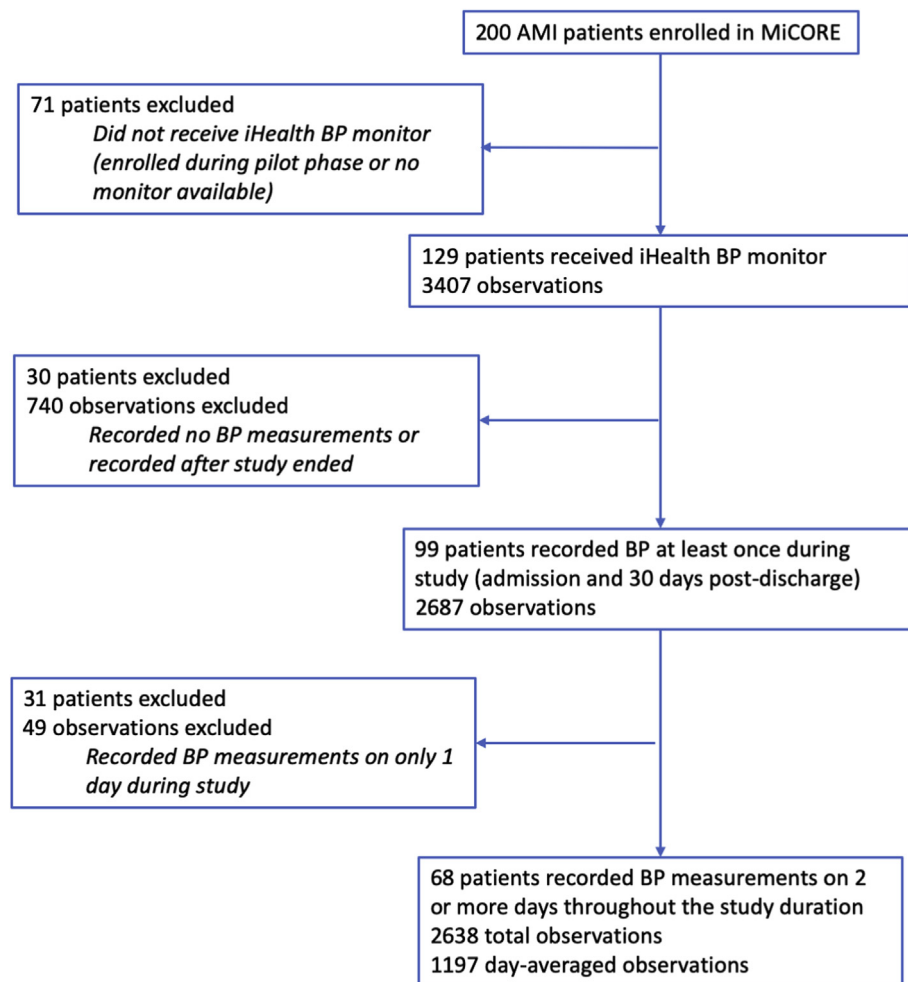 200 AMI patients enrolled in MiCORE
71 patients excluded
Did not receive iHealth BP monitor
(enrolled during pilot phase or no
monitor available)
129 patients received iHealth BP monitor
3407 observations
30 patients excluded
740 observations excluded
Recorded no BP measurements or
recorded after study ended
99 patients recorded BP at least once during
study (admission and 30 days post-discharge)
2687 observations
31 patients excluded
49 observations excluded
Recorded BP measurements on only 1
day during study
68 patients recorded BP measurements on 2
or more days throughout the study duration
2638 total observations
1197 day-averaged observations